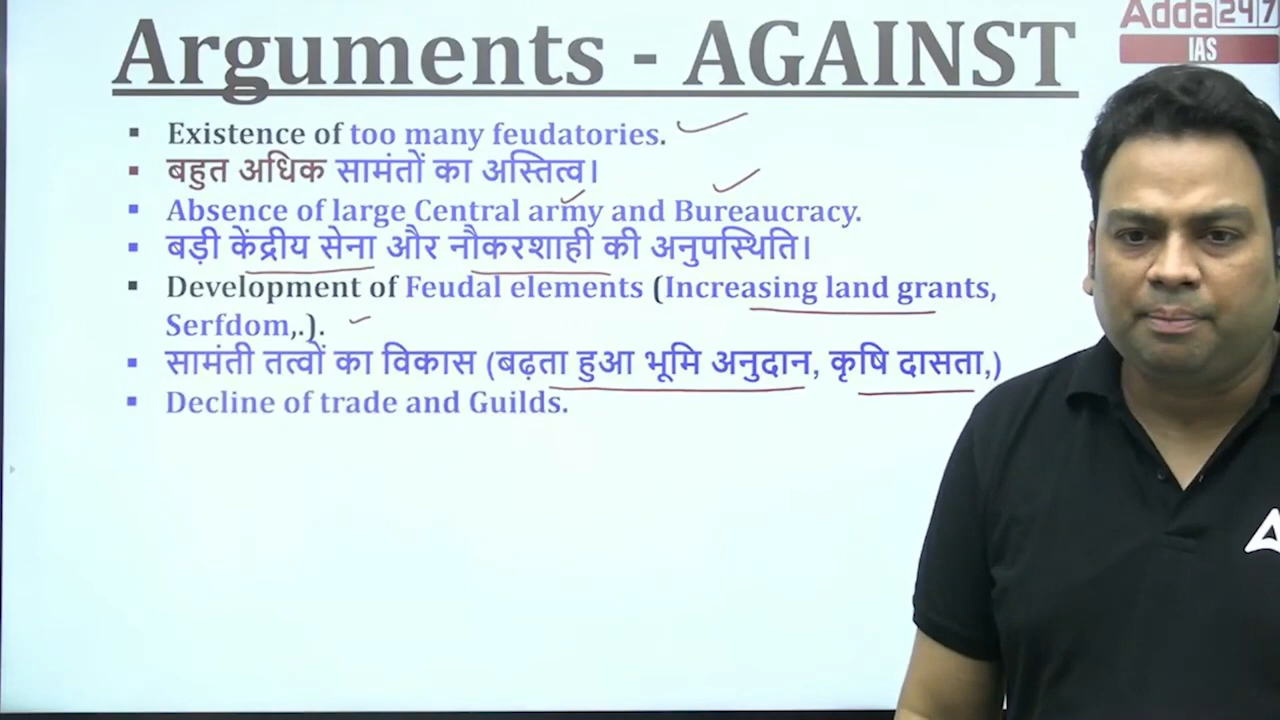 Adda 247
IAS
Arguments - AGAINST
▪ Existence of too many feudatories.
▪ बहुत अधिक सामंतों का अस्तित्व।
▪ Absence of large Central army and Bureaucracy.
▪ बड़ी केंद्रीय सेना और नौकरशाही की अनुपस्थिति।
▪ Development of Feudal elements (Increasing land grants,
Serfdom,.).
▪ सामंती तत्वों का विकास (बढ़ता हुआ भूमि अनुदान, कृषि दासता,)
▪ Decline of trade and Guilds.